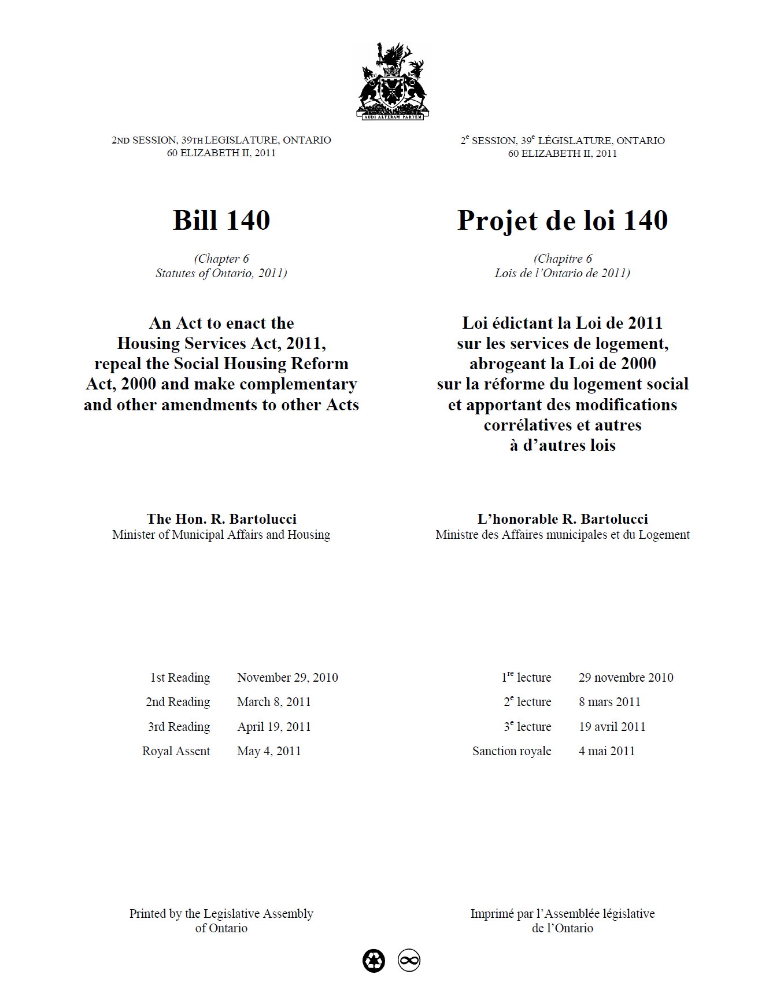 AUDI ALTERAM PARTEM
2ND SESSION, 39TH LEGISLATURE, ONTARIO
60 ELIZABETH II, 2011
Bill 140
(Chapter 6
Statutes of Ontario, 2011)
An Act to enact the
Housing Services Act, 2011,
repeal the Social Housing Reform
Act, 2000 and make complementary
and other amendments to other Acts
The Hon. R. Bartolucci
Minister of Municipal Affairs and Housing
1st Reading November 29, 2010
2nd Reading March 8, 2011
3rd Reading April 19, 2011
Royal Assent May 4, 2011
Printed by the Legislative Assembly
of Ontario
2e SESSION, 39e LÉGISLATURE, ONTARIO
60 ELIZABETH II, 2011
Projet de loi 140
(Chapitre 6
Lois de l’Ontario de 2011)
Loi édictant la Loi de 2011
sur les services de logement,
abrogeant la Loi de 2000
sur la réforme du logement social
et apportant des modifications
corrélatives et autres
à d’autres lois
L’honorable R. Bartolucci
Ministre des Affaires municipales et du Logement
1re lecture 29 novembre 2010
2e lecture 8 mars 2011
3e lecture 19 avril 2011
Sanction royale 4 mai 2011
Imprimé par l’Assemblée législative
de l’Ontario